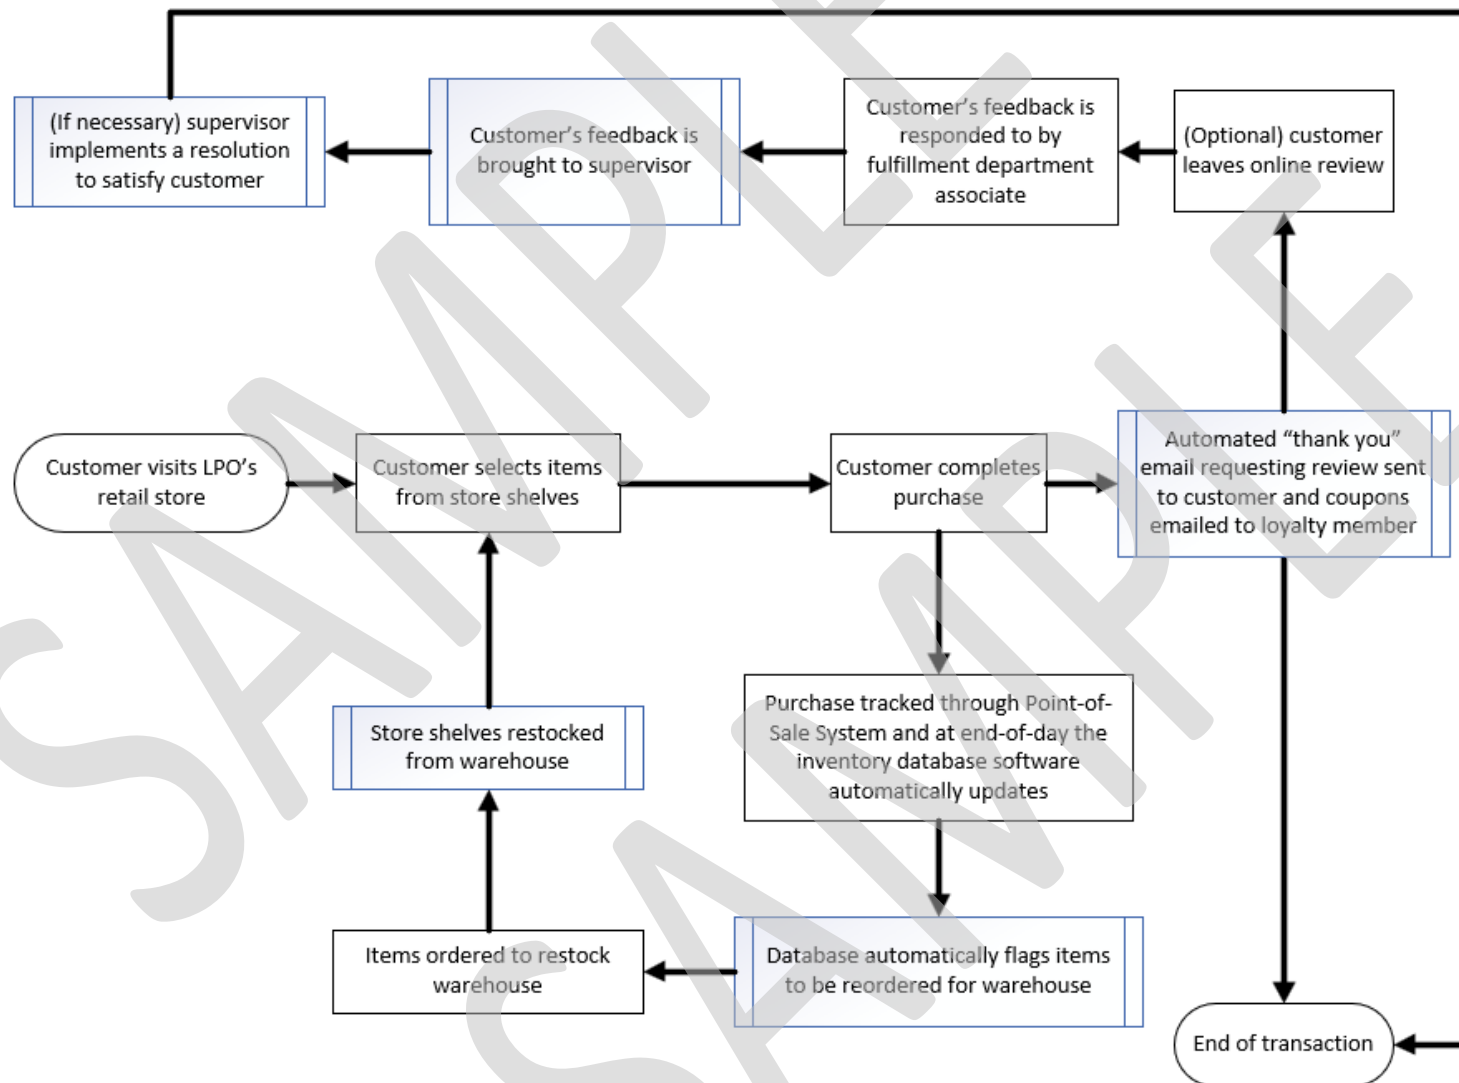 (If necessary) supervisor
implements a resolution
to satisfy customer
Customer’s feedback is
brought to supervisor
Customer’s feedback is
responded to by
fulfillment department
associate
(Optional) customer
leaves online review
Customer visits LPO’s
retail store
Customer selects items
from store shelves
Customer completes
purchase
Automated “thank you”
email requesting review sent
to customer and coupons
emailed to loyalty member
Store shelves restocked
from warehouse
Purchase tracked through Point-of-
Sale System and at end-of-day the
inventory database software
automatically updates
Items ordered to restock
warehouse
Database automatically flags items
to be reordered for warehouse
End of transaction
SAMPLE
SAMPLE